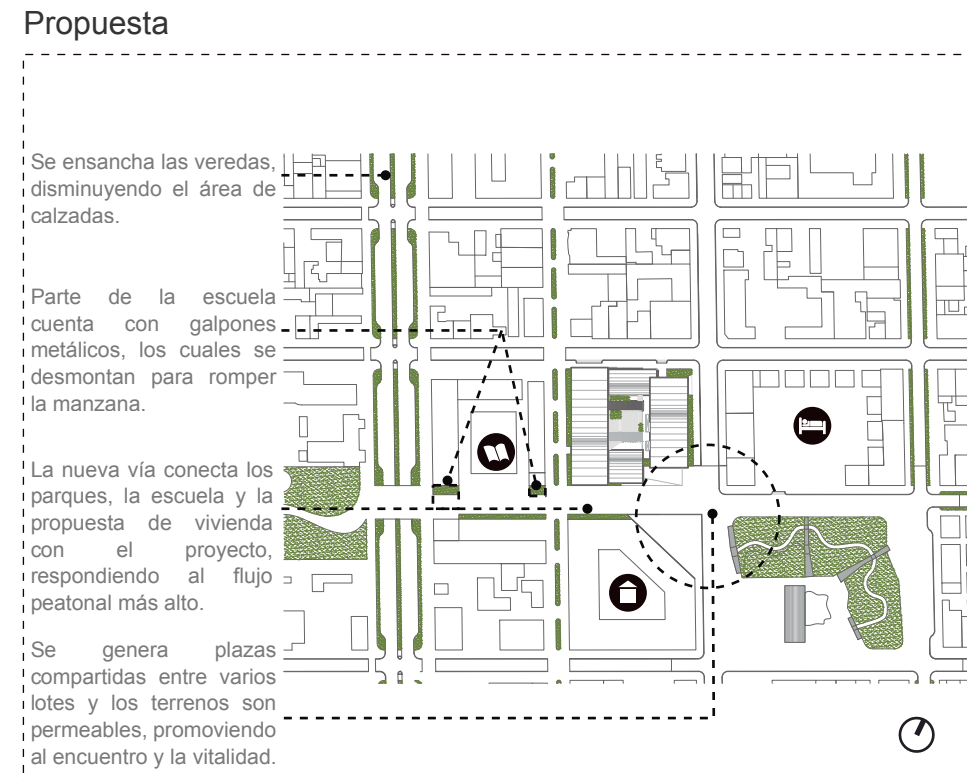 Propuesta
Se ensancha las veredas,
disminuyendo el área de
calzadas.
Parte de la escuela
cuenta con galpones
metálicos, los cuales se
desmontan para romper
la manzana.
La nueva vía conecta los
parques, la escuela y la
propuesta de vivienda
con el proyecto,
respondiendo al flujo
peatonal más alto.
Se genera plazas
compartidas entre varios
lotes y los terrenos son
permeables, promoviendo
al encuentro y la vitalidad.